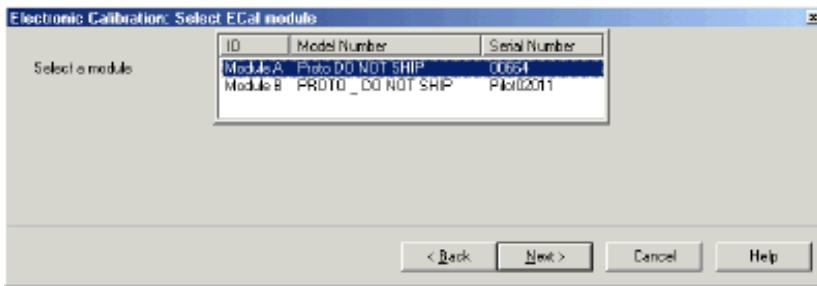 Electronic Calibration: Select ECal module
ID Model Number Serial Number
Select a module
Module A Proto DO NOT SHIP 00664
Module B PROTO _ DO NOT SHIP Pilot02011
< Back Next > Cancel Help